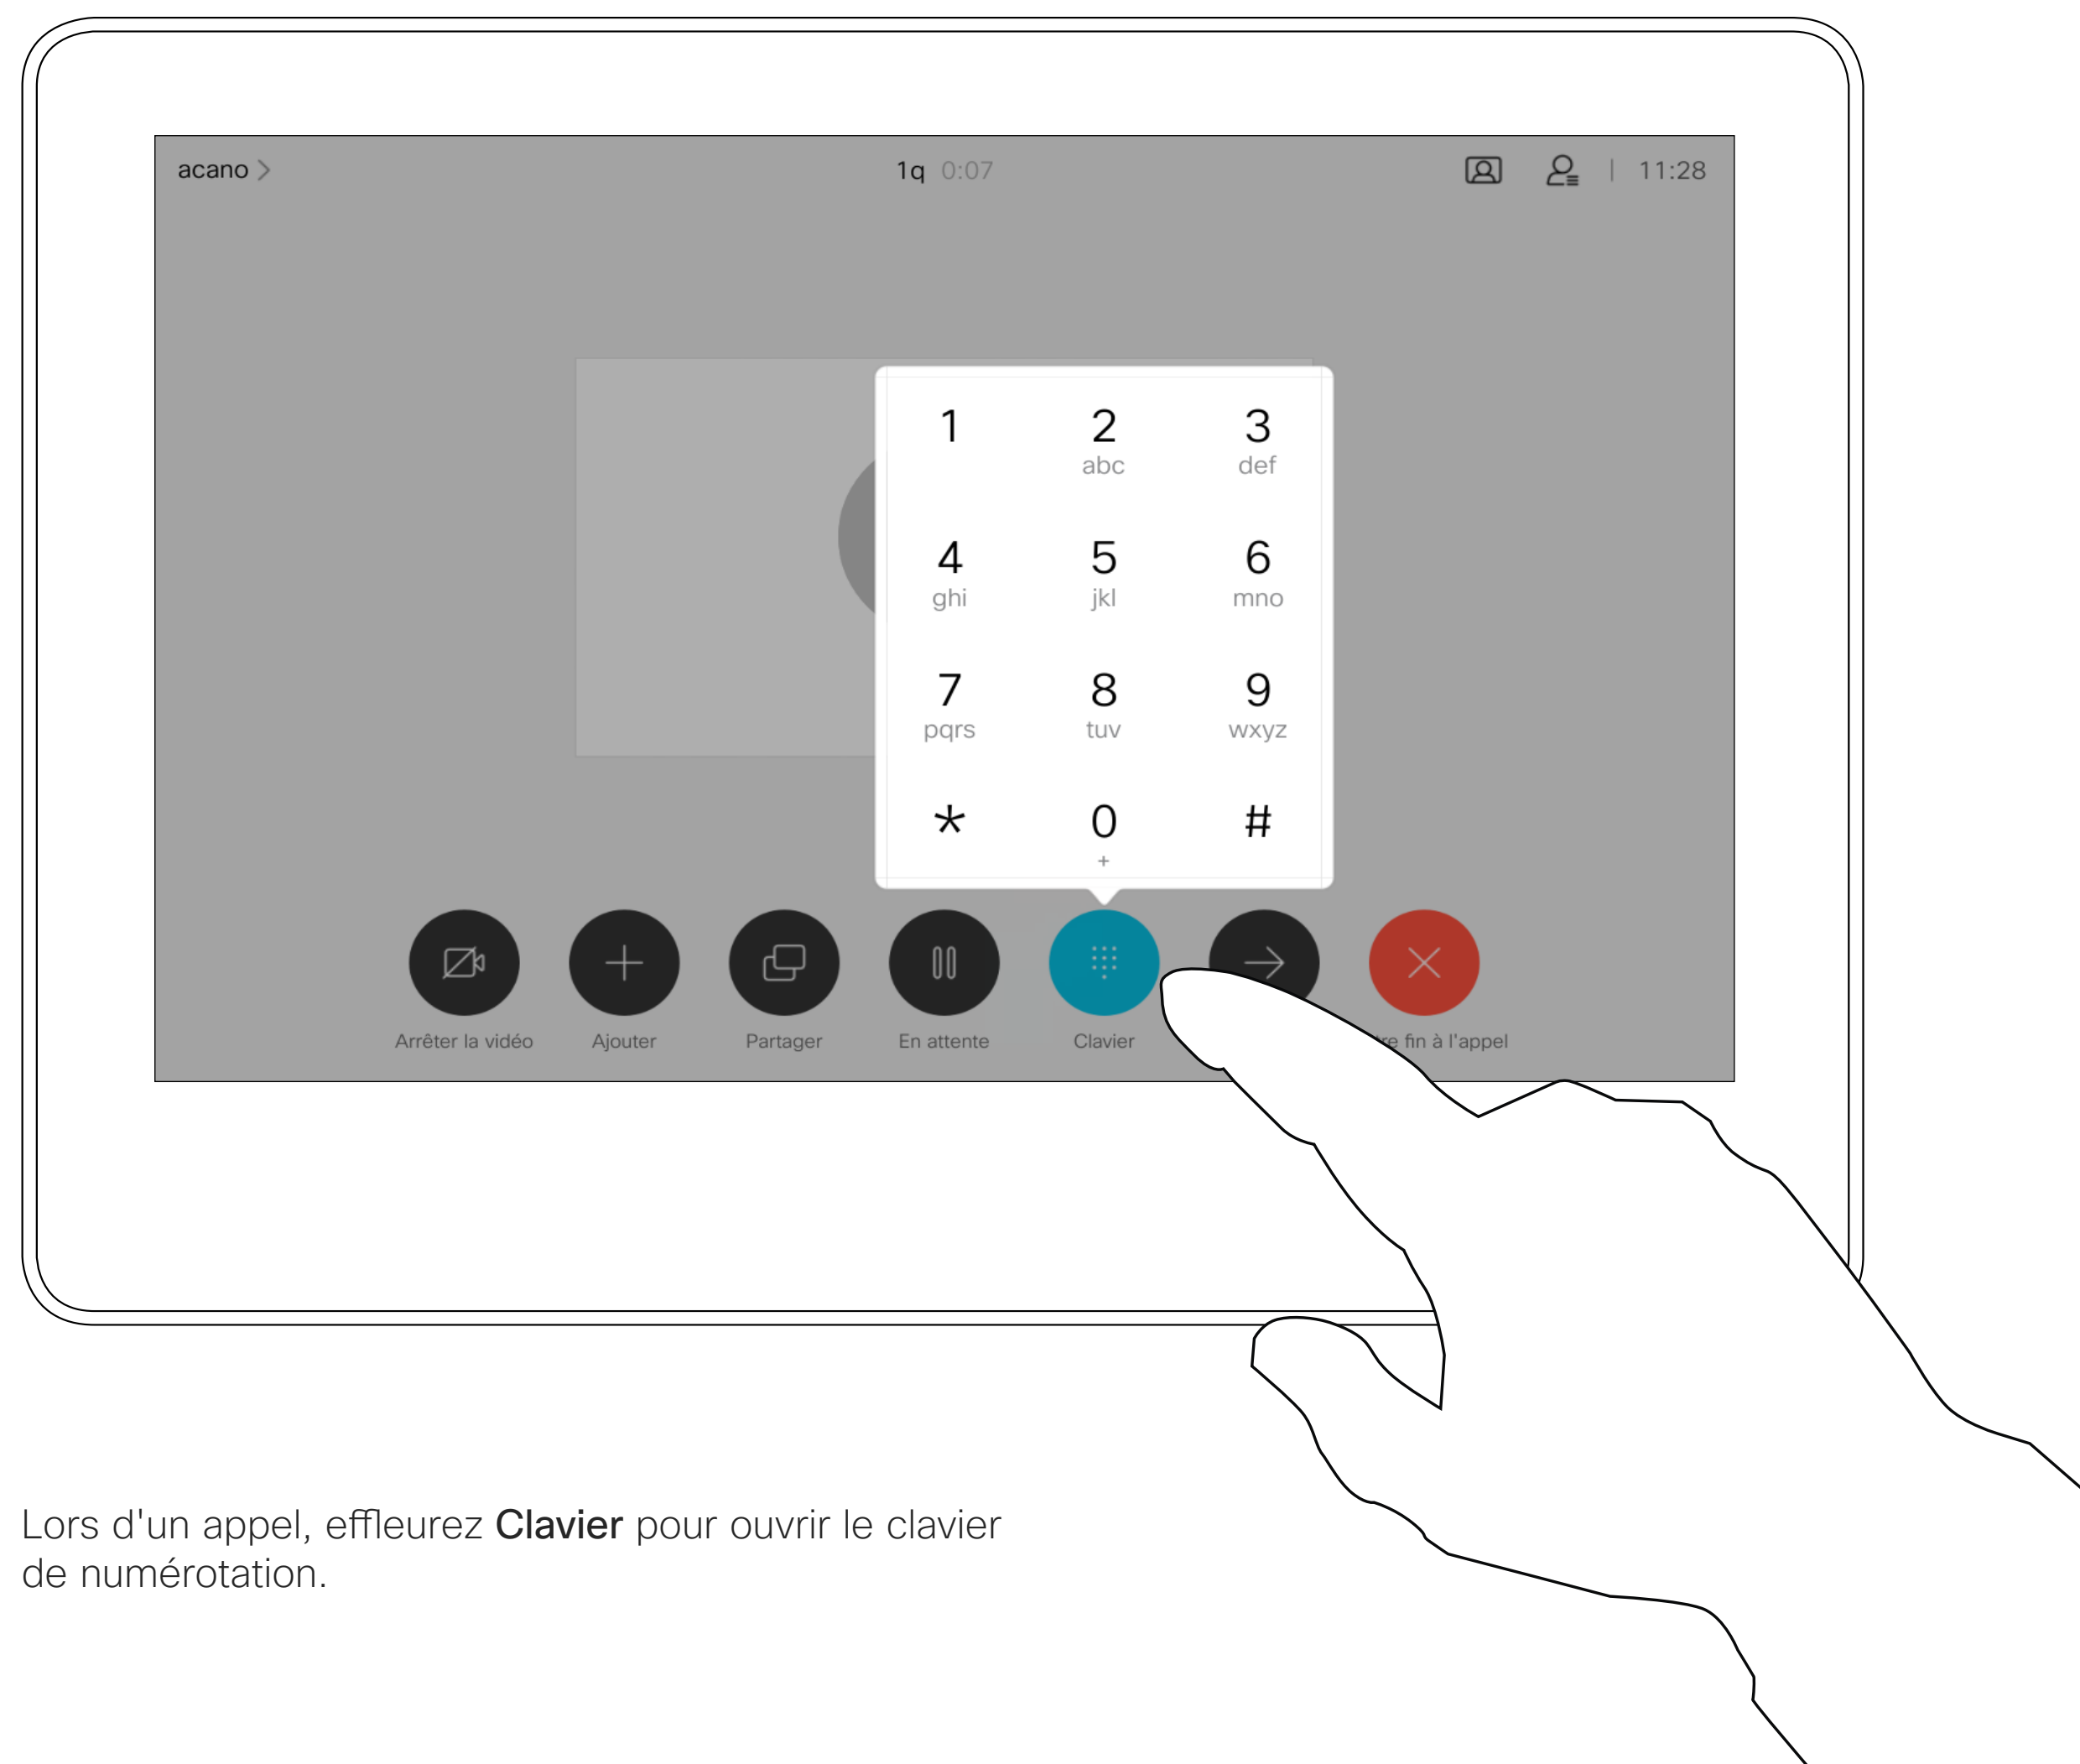 acano
1q 0:07
11:28
1 2 3
abc def
4 5 6
ghi jkl mno
7 8 9
pqrs tuv wxyz
* 0 #
+
Arrêter la vidéo Ajouter Partager En attente Clavier fin à l'appel
Lors d'un appel, effleurez Clavier pour ouvrir le clavier
de numérotation.